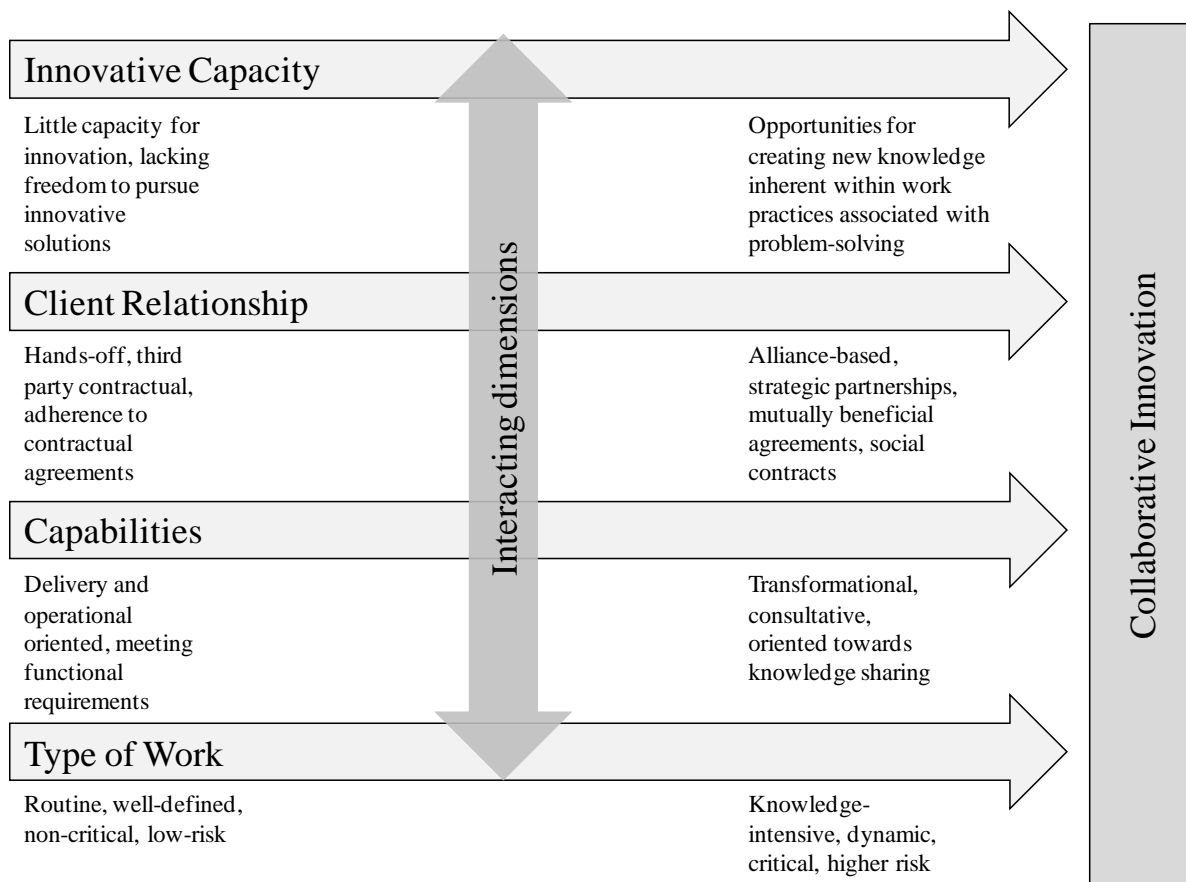 Innovative Capacity
Little capacity for
innovation, lacking
freedom to pursue
innovative
solutions
Opportunities for
creating new knowledge
inherent within work
practices associated with
problem-solving
Client Relationship
Hands-off, third
party contractual,
adherence to
contractual
agreements
Alliance-based,
strategic partnerships,
mutually beneficial
agreements, social
contracts
Capabilities
Delivery and
operational
oriented, meeting
functional
requirements
Transformational,
consultative,
oriented towards
knowledge sharing
Type of Work
Routine, well-defined,
non-critical, low-risk
Knowledge-
intensive, dynamic,
critical, higher risk
Interacting dimensions
Collaborative Innovation